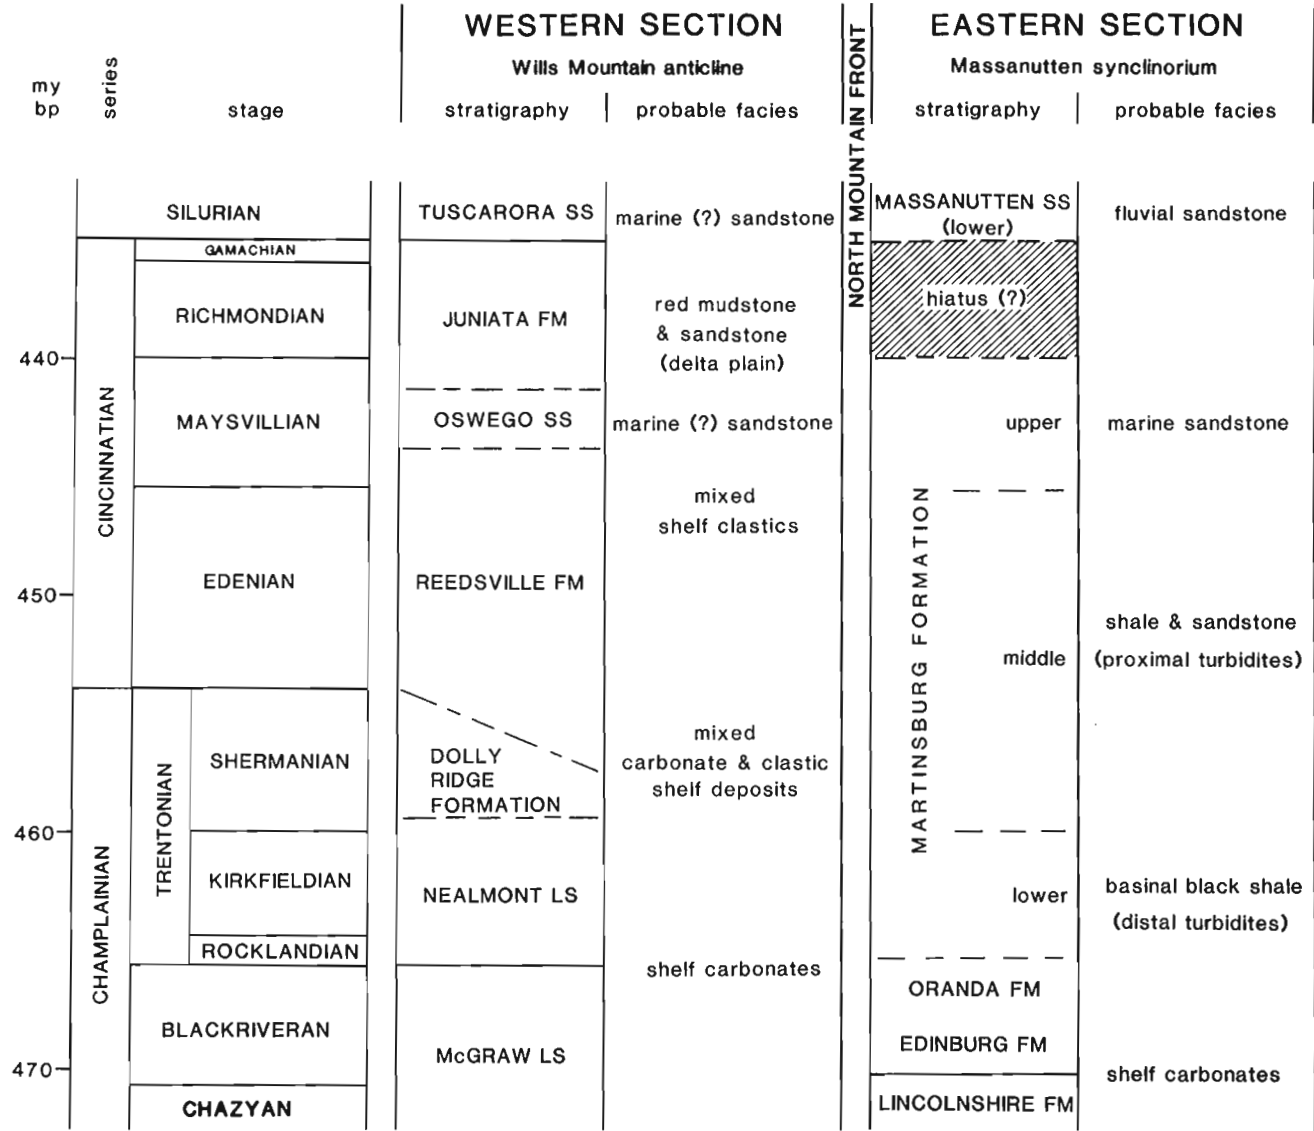 WESTERN SECTION
EASTERN SECTION
Wills Mountain anticline
Massanutten synclinorium
my
bp
series
stage
stratigraphy
probable facies
NORTH MOUNTAIN FRONT
stratigraphy
probable facies
SILURIAN
TUSCARORA SS
marine (?) sandstone
MASSANUTTEN SS
(lower)
fluvial sandstone
GAMACHIAN
RICHMONDIAN
JUNIATA FM
red mudstone
& sandstone
(delta plain)
hiatus (?)
440
CINCINNATIAN
MAYSVILLIAN
OSWEGO SS
marine (?) sandstone
upper
marine sandstone
mixed
shelf clastics
MARTINSBURG FORMATION
EDENIAN
REEDSVILLE FM
450
middle
shale & sandstone
(proximal turbidites)
CHAMPLAINIAN
TRENTONIAN
SHERMANIAN
DOLLY
RIDGE
FORMATION
mixed
carbonate & clastic
shelf deposits
460
KIRKFIELDIAN
NEALMONT LS
lower
basinal black shale
(distal turbidites)
ROCKLANDIAN
shelf carbonates
ORANDA FM
BLACKRIVERAN
McGRAW LS
EDINBURG FM
470
shelf carbonates
CHAZYAN
LINCOLNSHIRE FM